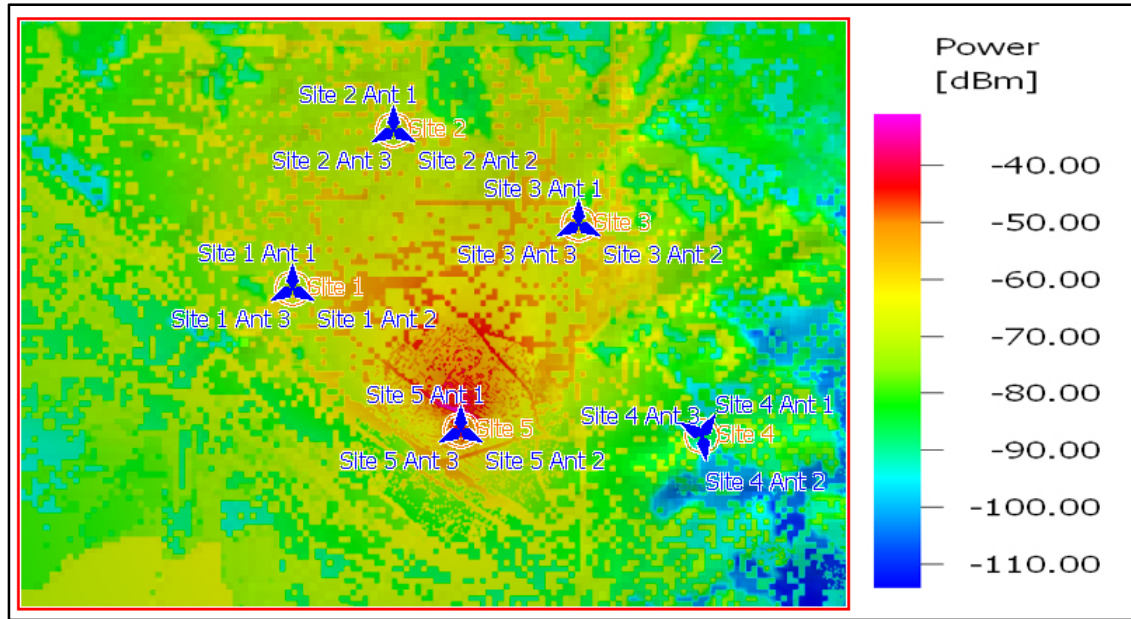 Power
[dBm]
-40.00
-50.00
-60.00
-70.00
-80.00
-90.00
-100.00
-110.00
Site 2 Ant 1
Site 2
Site 2 Ant 3
Site 2 Ant 2
Site 3 Ant 1
Site 3
Site 3 Ant 3
Site 3 Ant 2
Site 1 Ant 1
Site 1
Site 1 Ant 3
Site 1 Ant 2
Site 5 Ant 1
Site 5
Site 5 Ant 3
Site 5 Ant 2
Site 4 Ant 3
Site 4 Ant 1
Site 4
Site 4 Ant 2